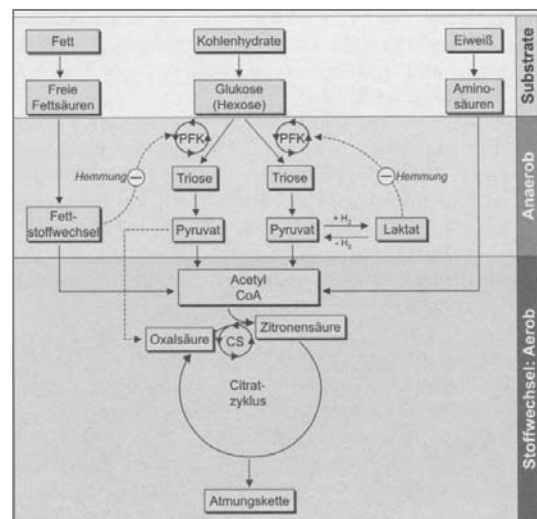 Fett
Kohlenhydrate
Eiweiß
Freie
Fettsäuren
Glukose
(Hexose)
Amino-
säuren
Substrate
PFK
PFK
Hemmung
Triose
Triose
Hemmung
Fett-
stoffwechsel
Pyruvat
Pyruvat
+ H₂
- H₂
Laktat
Anaerob
Acetyl
CoA
Oxalsäure
CS
Zitronensäure
Citrat-
zyklus
Atmungskette
Stoffwechsel: Aerob